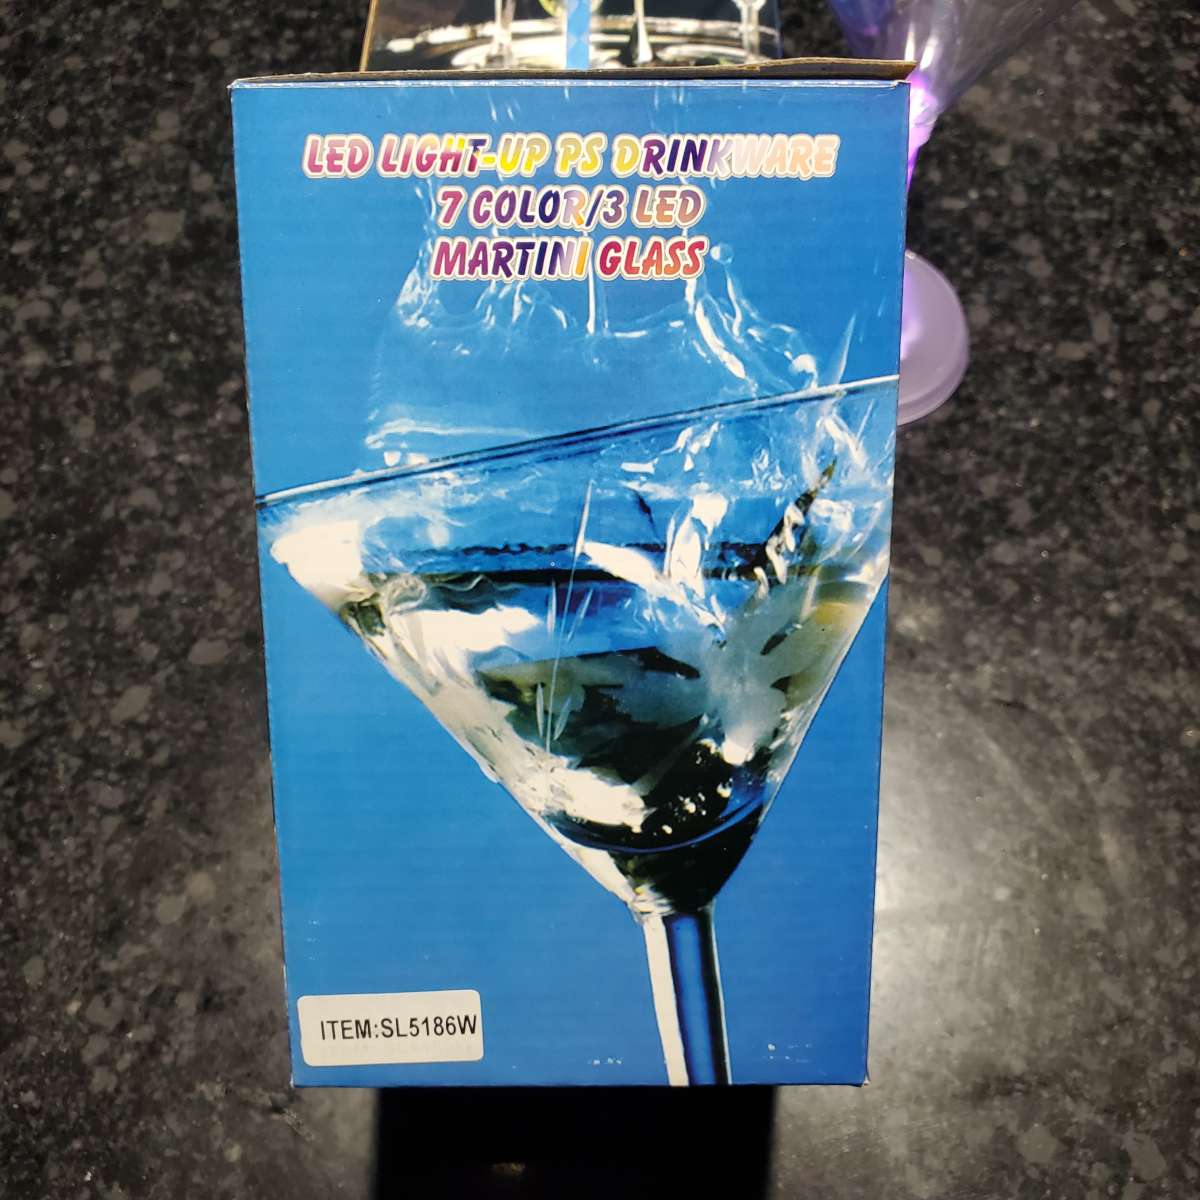 LED LIGHT-UP PS DRINKWARE
7 COLOR/3 LED
MARTINI GLASS
ITEM:SL5186W